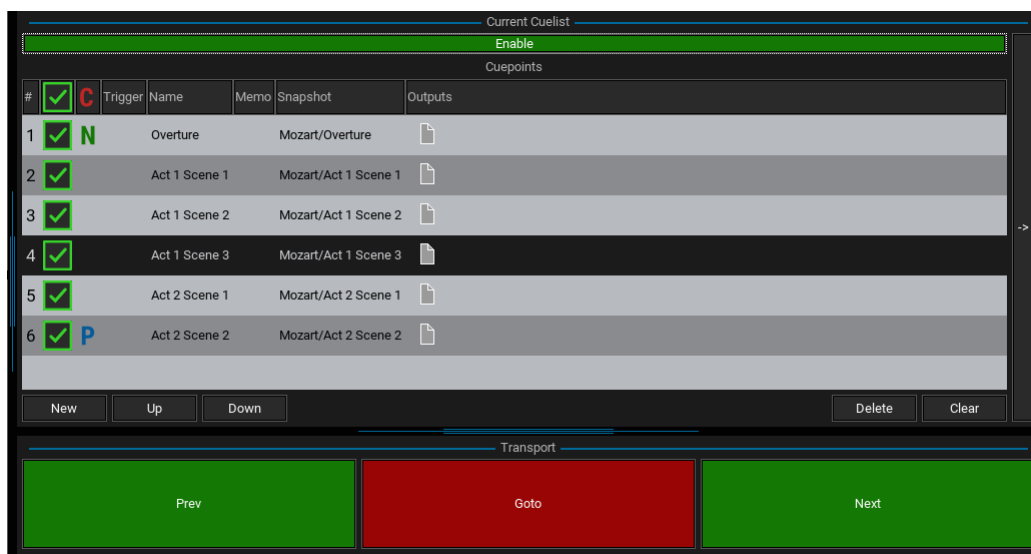 Current Cuelist
Enable
Cuepoints
# C Trigger Name Memo Snapshot Outputs
1 N Overture Mozart/Overture
2 Act 1 Scene 1 Mozart/Act 1 Scene 1
3 Act 1 Scene 2 Mozart/Act 1 Scene 2
4 Act 1 Scene 3 Mozart/Act 1 Scene 3
5 Act 2 Scene 1 Mozart/Act 2 Scene 1
6 P Act 2 Scene 2 Mozart/Act 2 Scene 2
->
New Up Down Delete Clear
Transport
Prev Goto Next